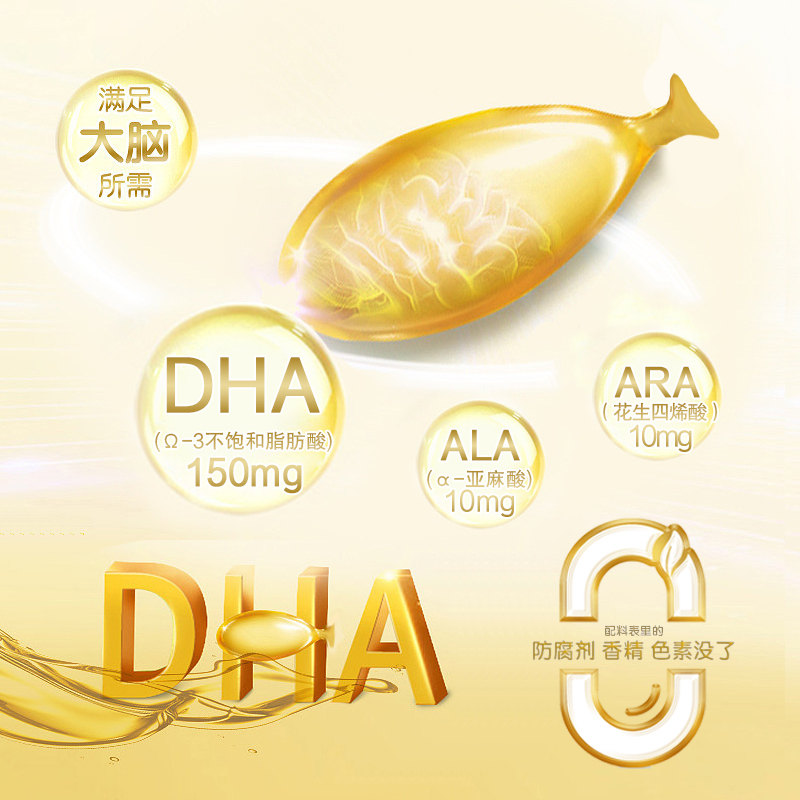 满足
大脑
所需
DHA
(Ω-3不饱和脂肪酸)
150mg
ALA
(α-亚麻酸)
10mg
ARA
(花生四烯酸)
10mg
DHA
配料表里的
防腐剂 香精 色素没了